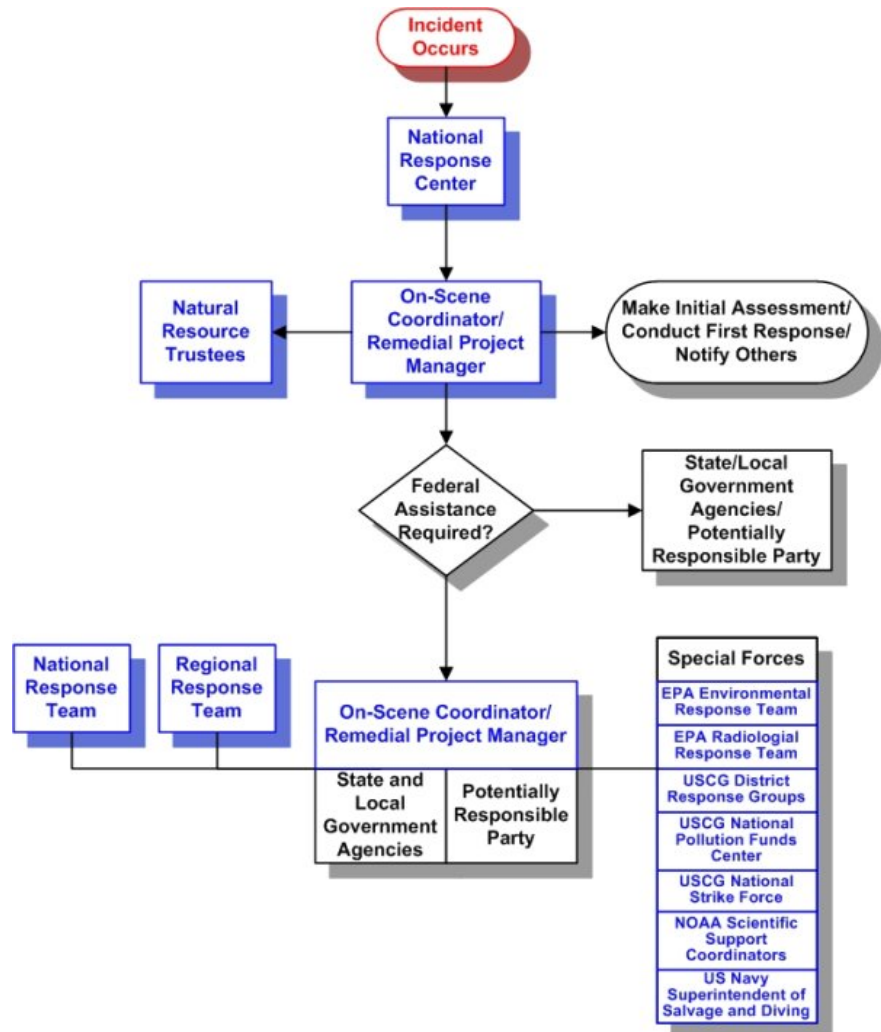 Incident
Occurs
National
Response
Center
Natural
Resource
Trustees
On-Scene
Coordinator/
Remedial Project
Manager
Make Initial Assessment/
Conduct First Response/
Notify Others
Federal
Assistance
Required?
State/Local
Government
Agencies/
Potentially
Responsible Party
National
Response
Team
Regional
Response
Team
On-Scene Coordinator/
Remedial Project Manager
State and
Local
Government
Agencies
Potentially
Responsible
Party
Special Forces
EPA Environmental
Response Team
EPA Radiologial
Response Team
USCG District
Response Groups
USCG National
Pollution Funds
Center
USCG National
Strike Force
NOAA Scientific
Support
Coordinators
US Navy
Superintendent of
Salvage and Diving